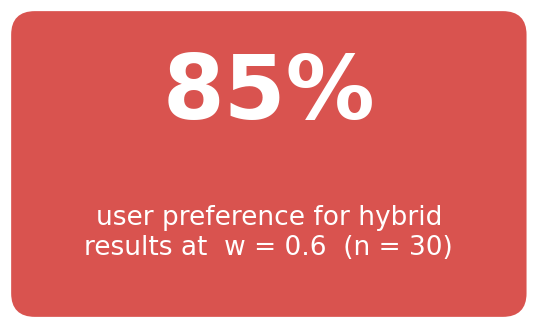 85%
user preference for hybrid
results at w = 0.6 (n = 30)